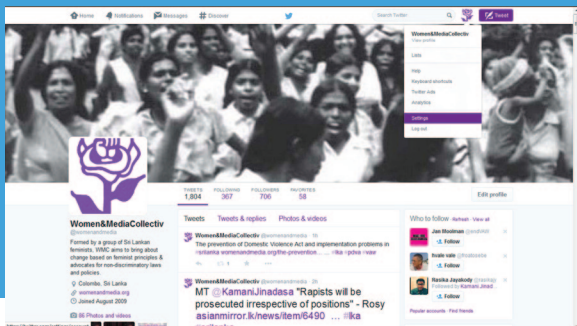 Home Notifications Messages # Discover Search Twitter Tweet
Women&MediaCollectiv
View profile
Lists
Help
Keyboard shortcuts
Twitter Ads
Analytics
Settings
Log out
TWEETS FOLLOWING FOLLOWERS FAVORITES
1,804 367 706 58
Edit profile
Women&MediaCollectiv
@womenandmedia
Formed by a group of Sri Lankan
feminists, WMC aims to bring about
change based on feminist principles &
advocates for non-discriminatory laws
and policies
Colombo, Sri Lanka
womenandmedia.org
Joined August 2009
86 Photos and videos
Tweets Tweets & replies Photos & videos
Women&MediaCollectiv @womenandmedia
The prevention of Domestic Violence Act and implementation problems in
#srilanka womenandmedia.org/the-prevention... ... #lka #pdva #vaw
Women&MediaCollectiv @womenandmedia
MT @KamaniJinadasa "Rapists will be
prosecuted irrespective of positions" - Rosy
asianmirror.lk/news/item/6490 ... #lka
Who to follow · Refresh · View all
Follow
Follow
Rasika Jayakody
Followed by Kamani Jinad..
Follow
Popular accounts · Find friends